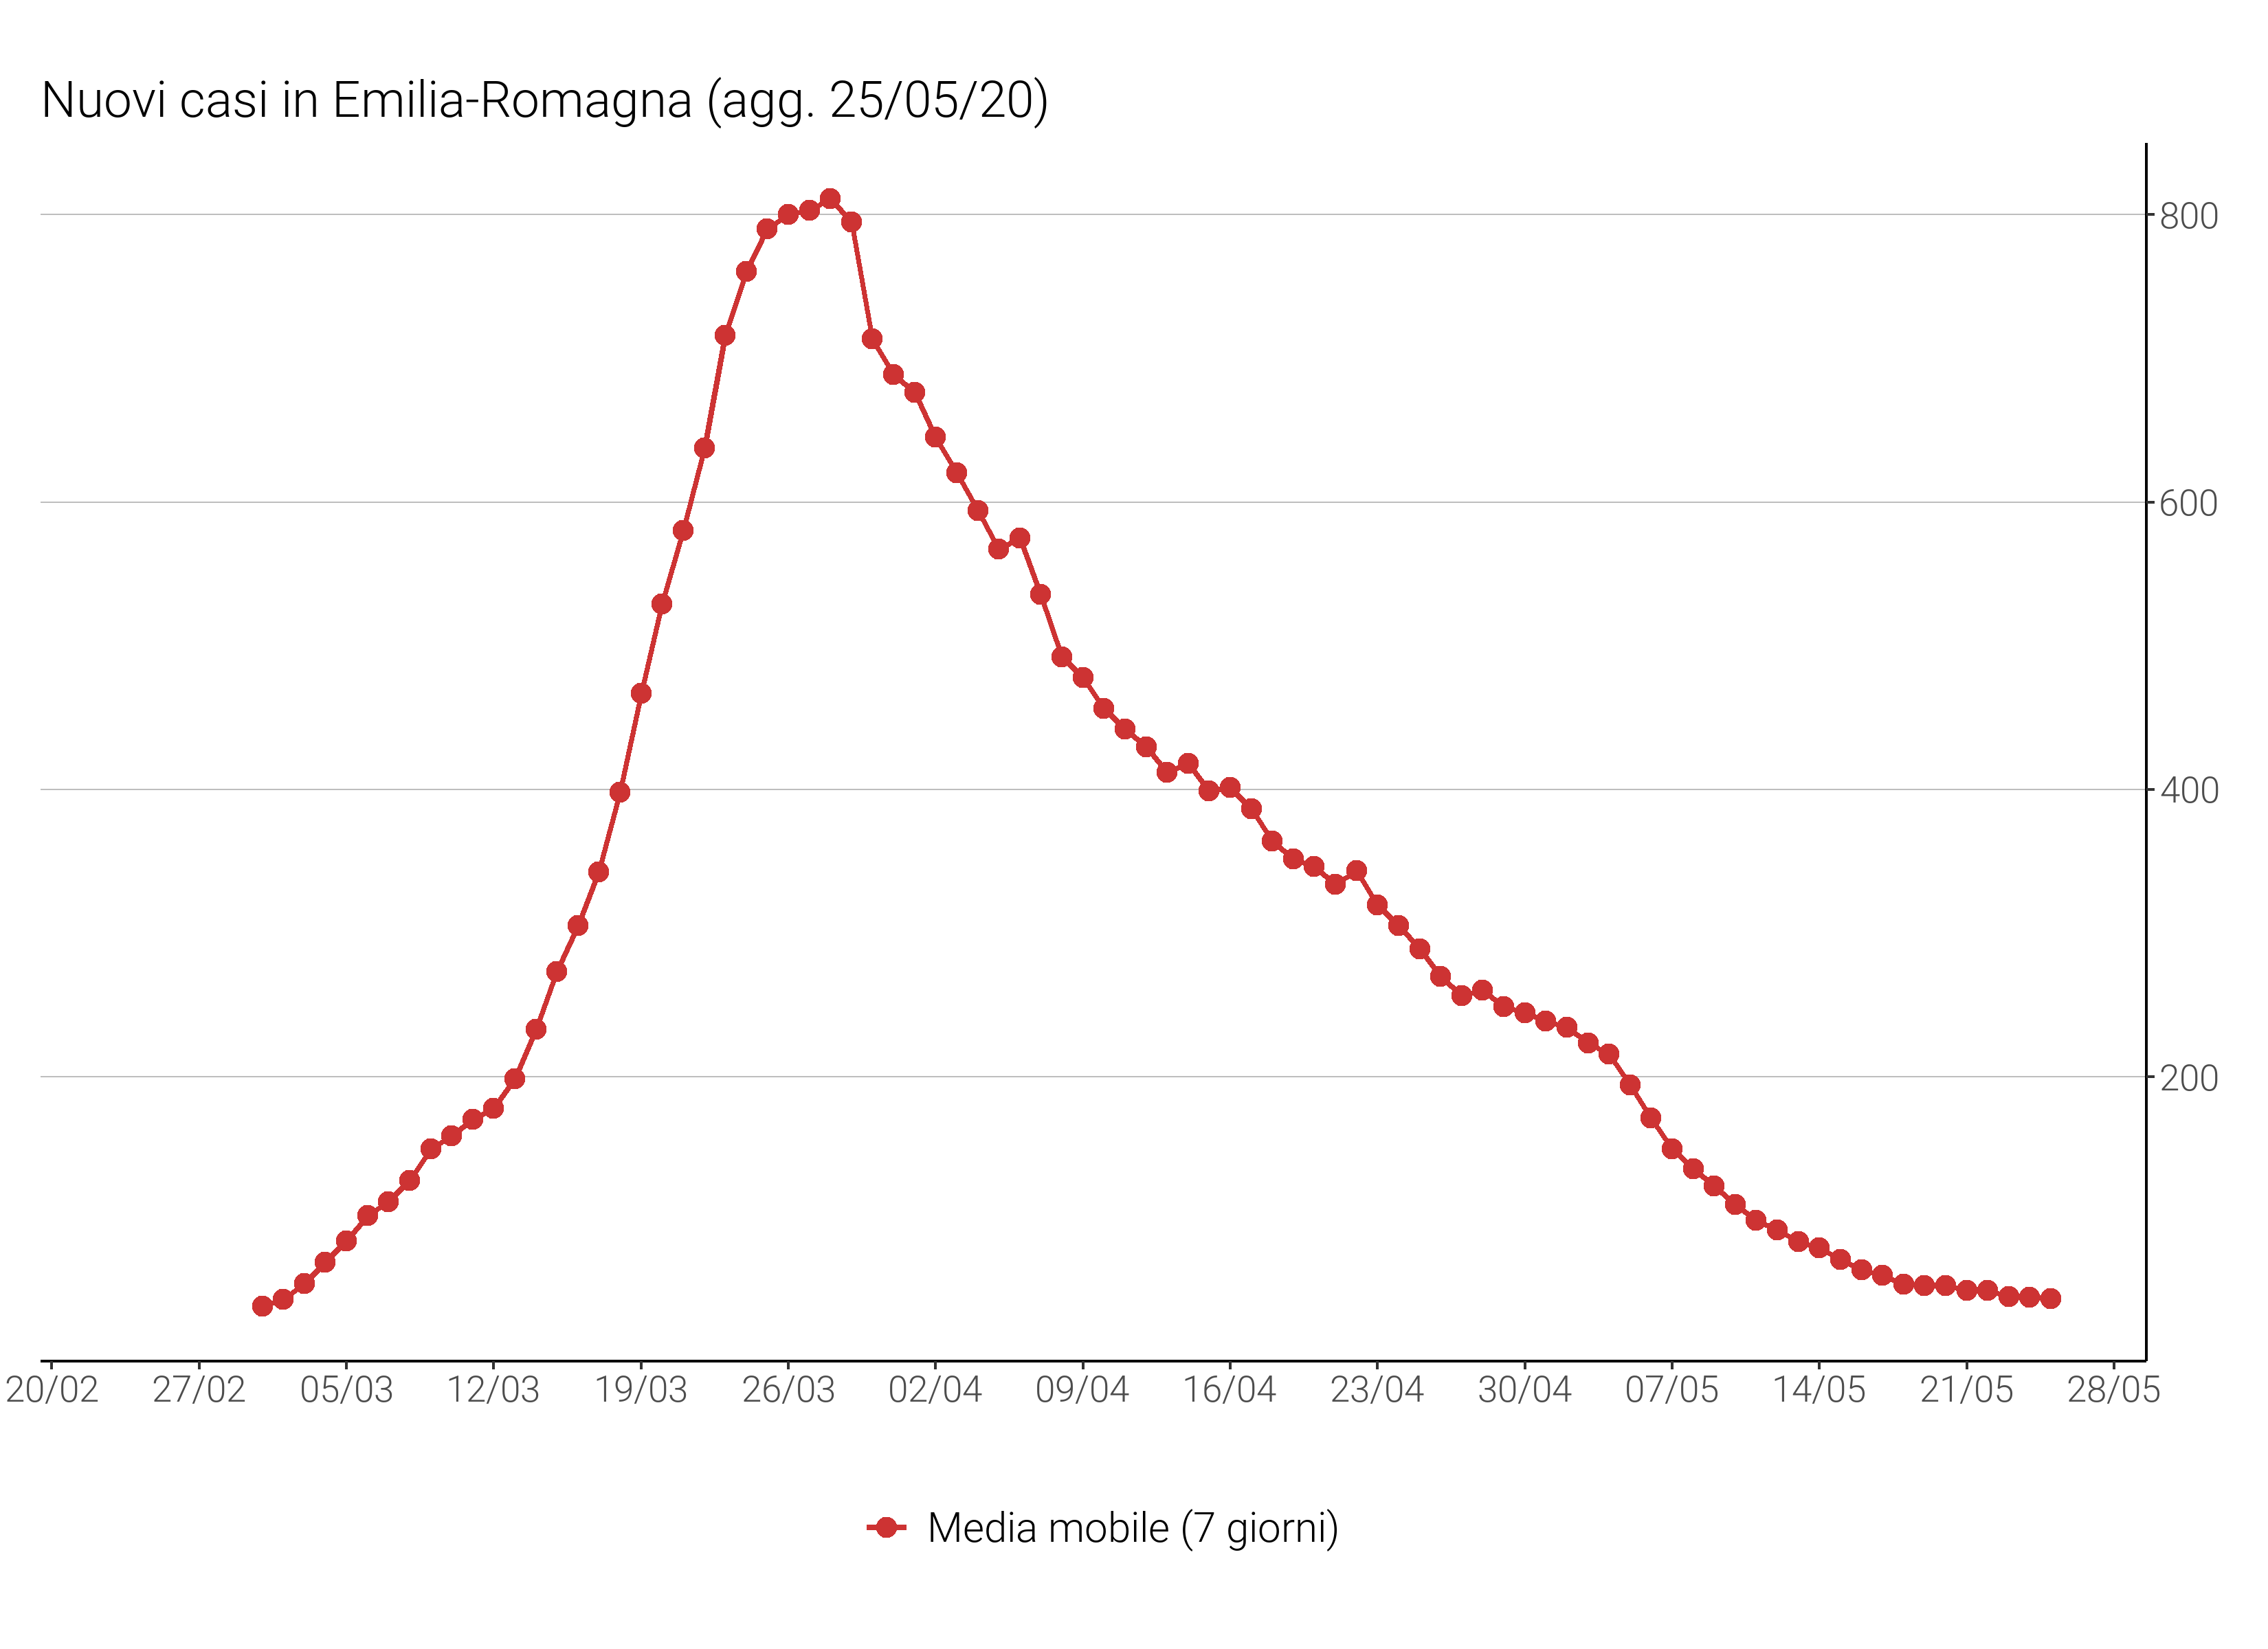 Nuovi casi in Emilia-Romagna (agg. 25/05/20)
800
600
400
200
20/02 27/02 05/03 12/03 19/03 26/03 02/04 09/04 16/04 23/04 30/04 07/05 14/05 21/05 28/05
Media mobile (7 giorni)